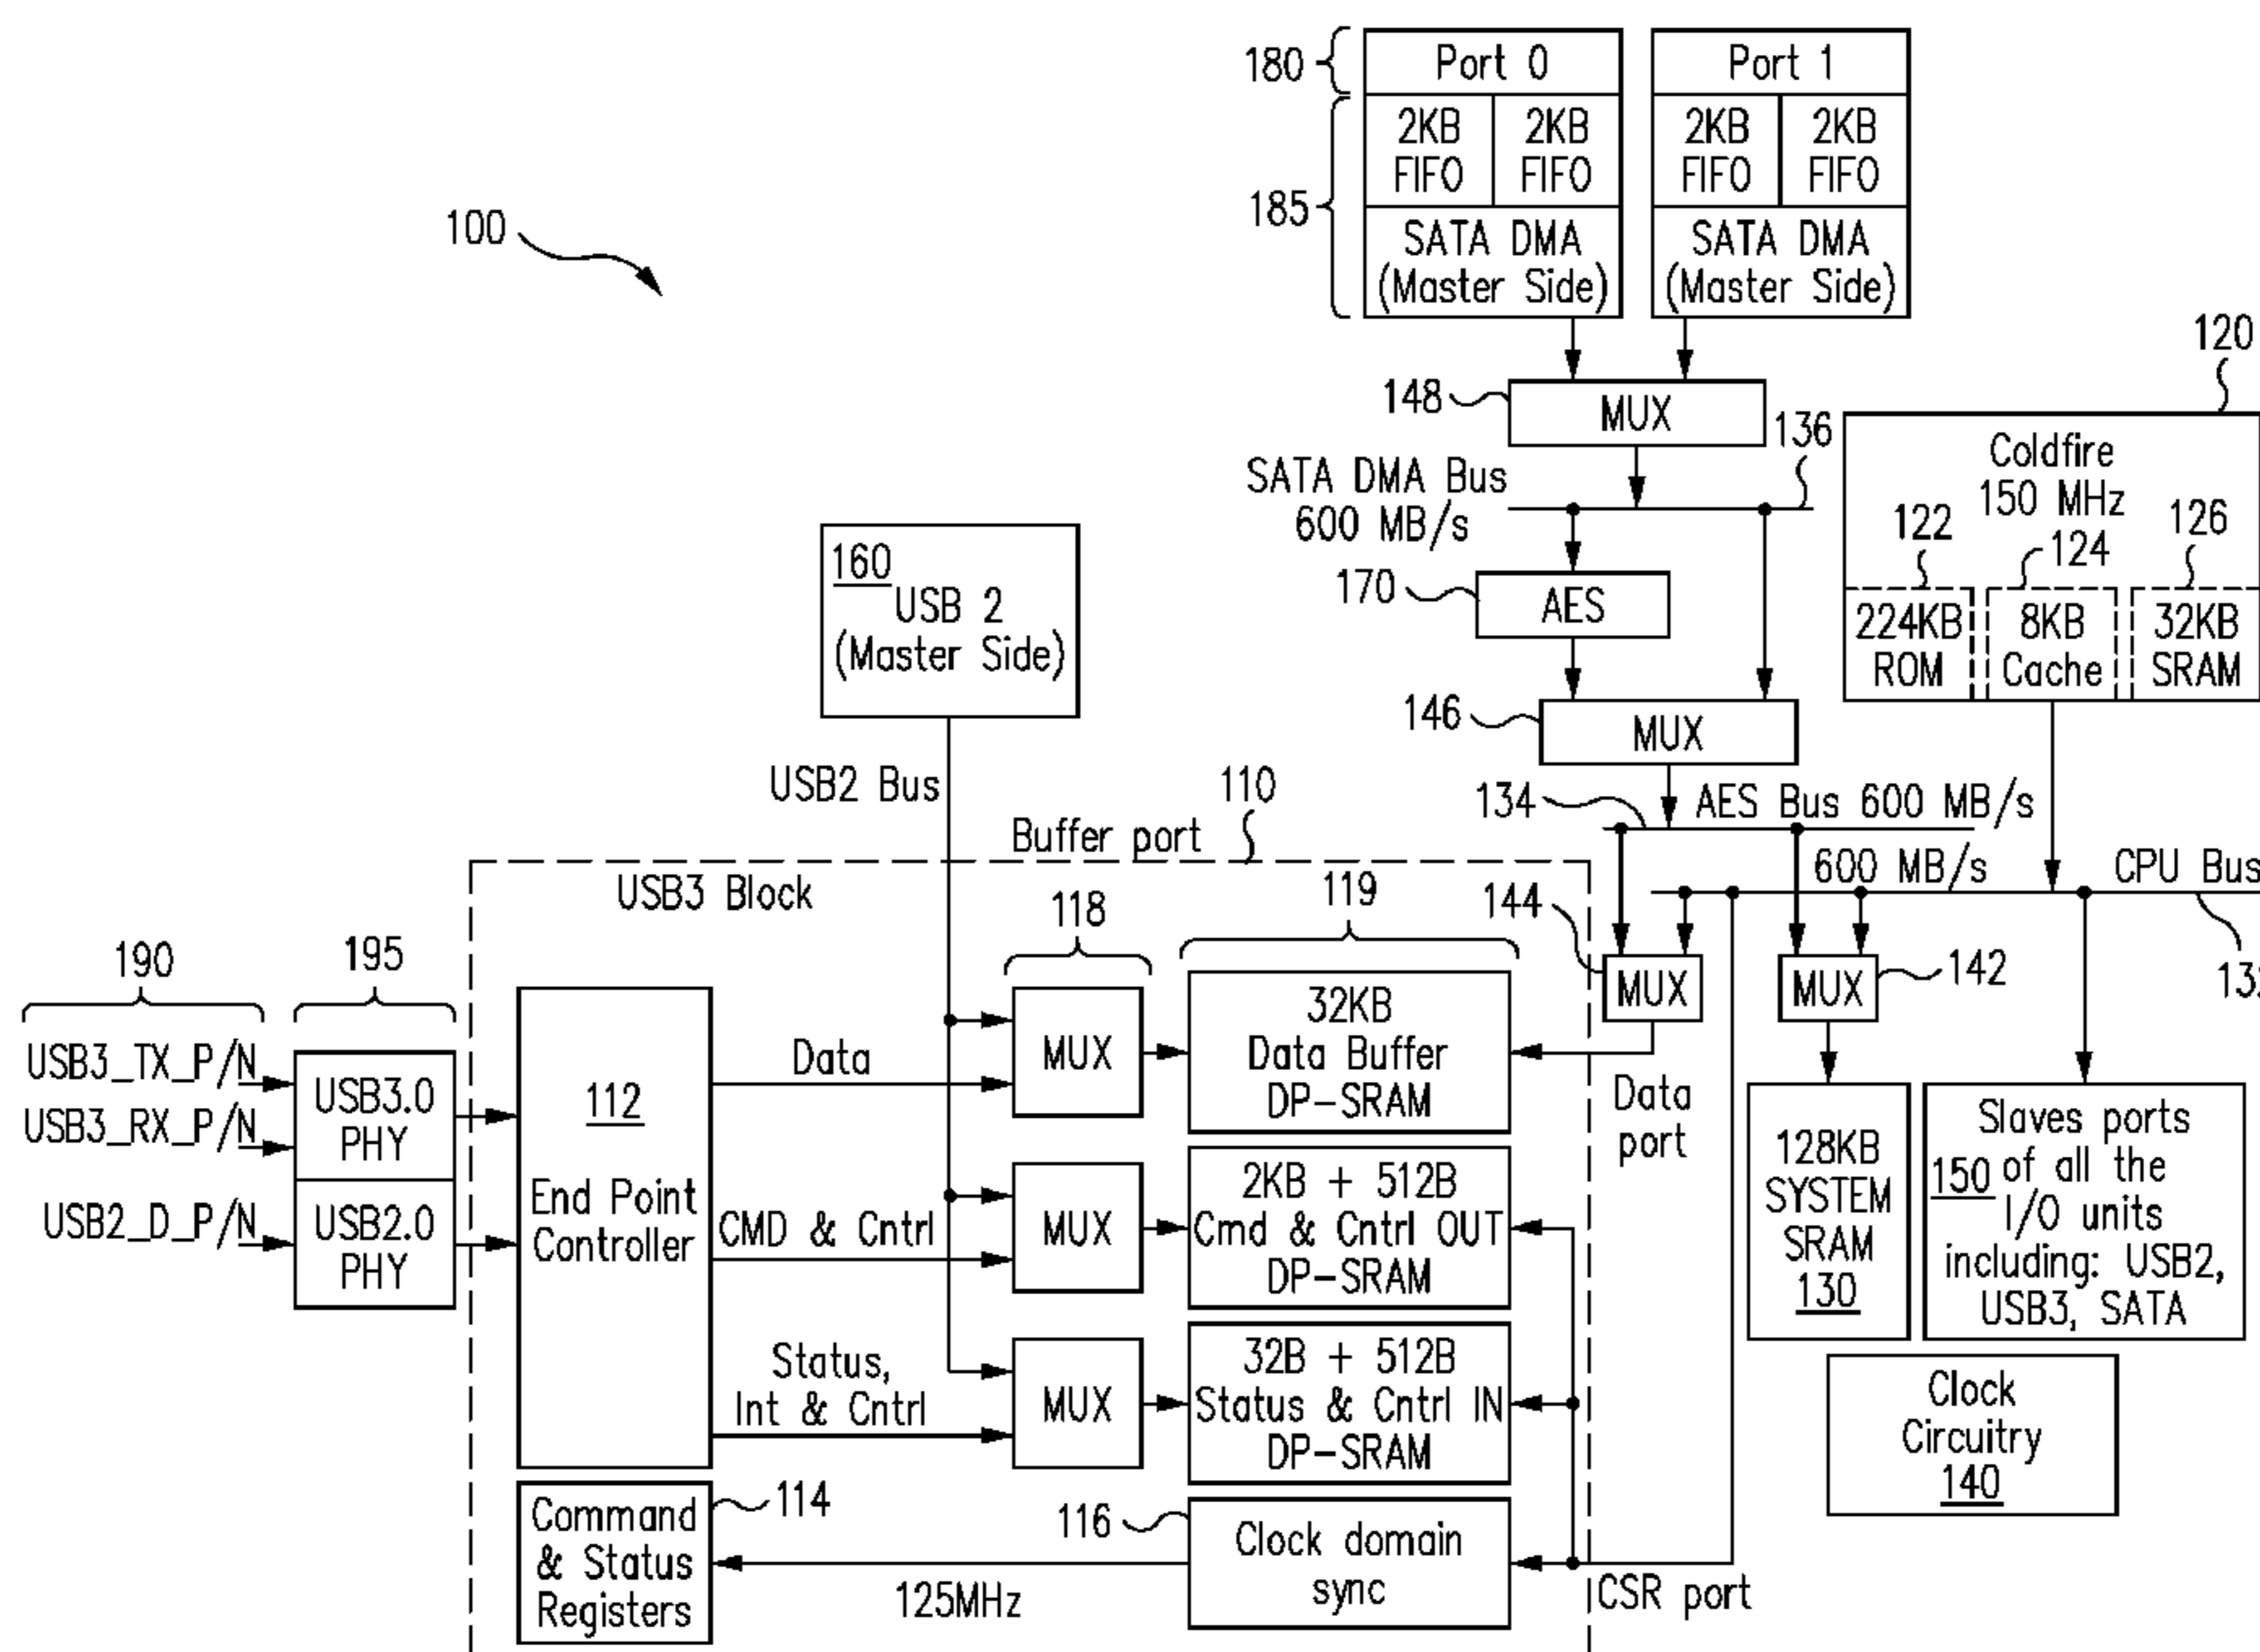 180
Port 0
Port 1
2KB
FIFO
2KB
FIFO
2KB
FIFO
2KB
FIFO
185
SATA DMA
(Master Side)
SATA DMA
(Master Side)
100
148
MUX
136
SATA DMA Bus
600 MB/s
120
Coldfire
150 MHz
122
124
126
224KB
ROM
8KB
Cache
32KB
SRAM
160
USB 2
(Master Side)
170
AES
146
MUX
USB2 Bus
Buffer port
110
134
AES Bus 600 MB/s
600 MB/s
CPU Bus
USB3 Block
118
119
144
MUX
MUX
142
190
195
USB3_TX_P/N
USB3_RX_P/N
USB2_D_P/N
USB3.0
PHY
USB2.0
PHY
112
End Point
Controller
Data
MUX
32KB
Data Buffer
DP-SRAM
Data
port
CMD & Cntrl
MUX
2KB + 512B
Cmd & Cntrl OUT
DP-SRAM
Status,
Int & Cntrl
MUX
32B + 512B
Status & Cntrl IN
DP-SRAM
128KB
SYSTEM
SRAM
130
Slaves ports
150 of all the
I/O units
including: USB2,
USB3, SATA
Clock
Circuitry
140
Command
& Status
Registers
114
116
Clock domain
sync
125MHz
CSR port